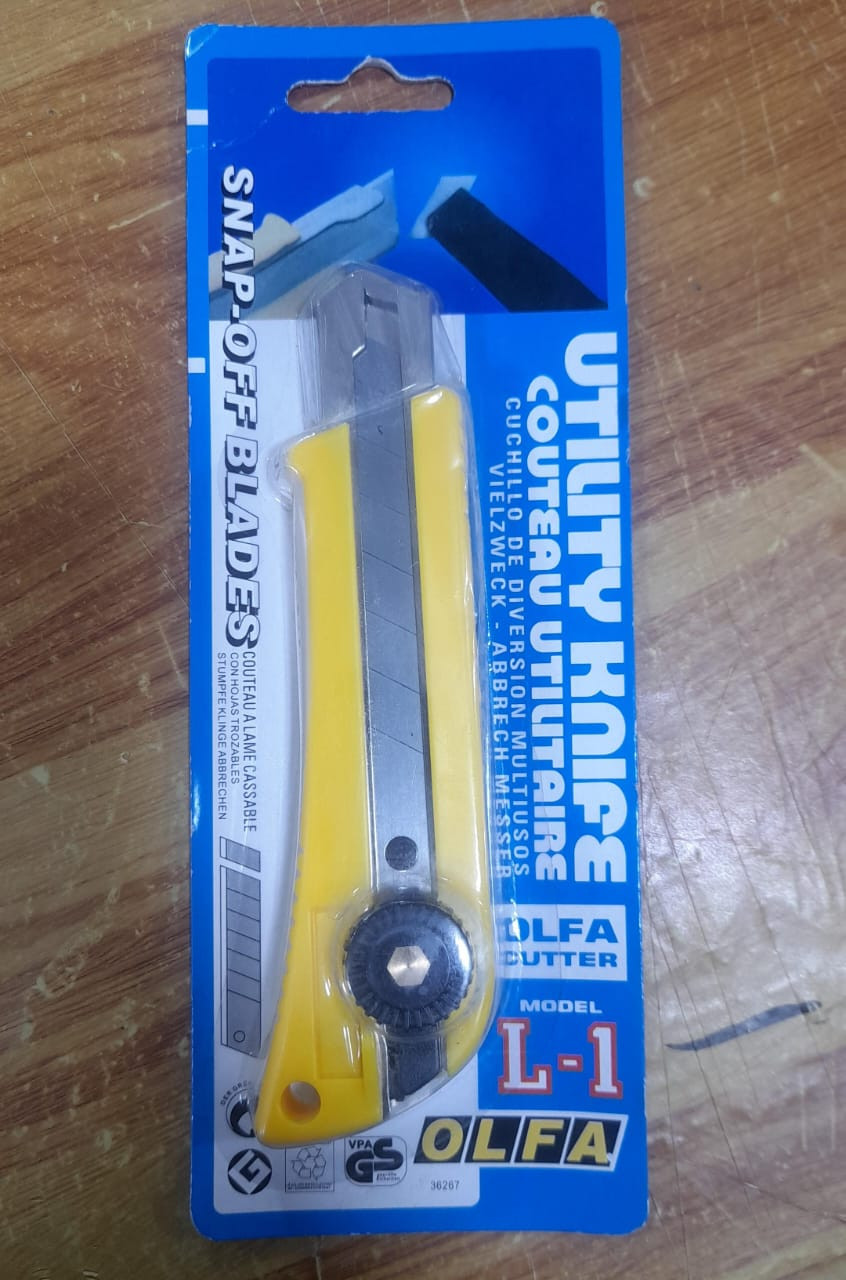 SNAP-OFF BLADES
COUTEAU A LAME CASSABLE
CON HOJAS TROZABLES
STUMPFE KLINGE ABBRECHEN
UTILITY KNIFE
COUTEAU UTILITAIRE
CUCHILLO DE DIVERSION MULTIUSOS
VIELZWECK - ABBRECH MESSER
OLFA
CUTTER
MODEL
L-1
OLFA
VPA
GS
36267